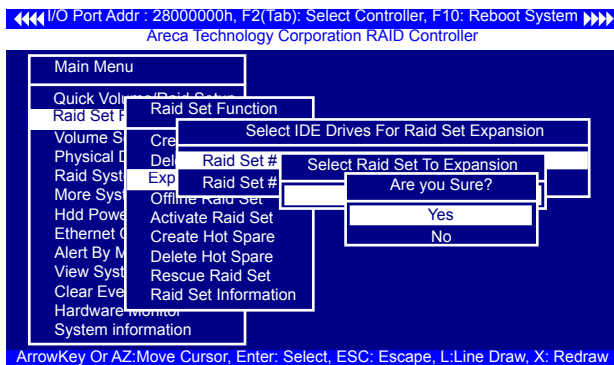 I/O Port Addr : 28000000h, F2(Tab): Select Controller, F10: Reboot System
Areca Technology Corporation RAID Controller
Main Menu
Quick Volume/Raid Setup
Raid Set F
Volume S
Physical D
Raid Syst
More Syst
Hdd Powe
Ethernet C
Alert By M
View Syst
Clear Eve
Hardware Monitor
System information
Raid Set Function
Cre
Del
Exp
Offline Raid Set
Activate Raid Set
Create Hot Spare
Delete Hot Spare
Rescue Raid Set
Raid Set Information
Select IDE Drives For Raid Set Expansion
Raid Set #
Raid Set #
Select Raid Set To Expansion
Are you Sure?
Yes
No
ArrowKey Or AZ:Move Cursor, Enter: Select, ESC: Escape, L:Line Draw, X: Redraw